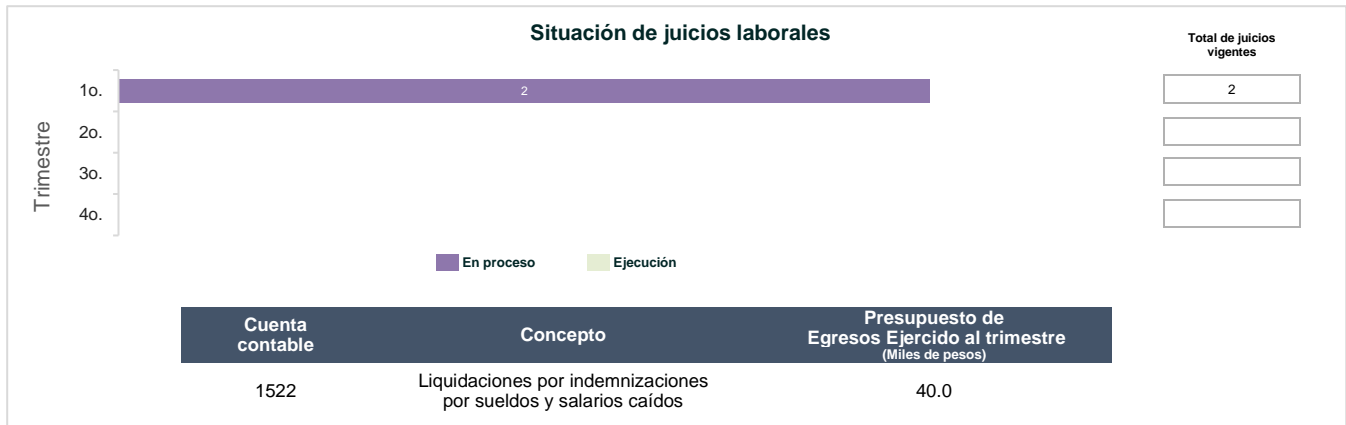 Situación de juicios laborales
Total de juicios
vigentes
Trimestre
1o.
2
2
2o.
3o.
4o.
En proceso
Ejecución
Cuenta
contable
Concepto
Presupuesto de
Egresos Ejercido al trimestre
(Miles de pesos)
1522
Liquidaciones por indemnizaciones
por sueldos y salarios caídos
40.0